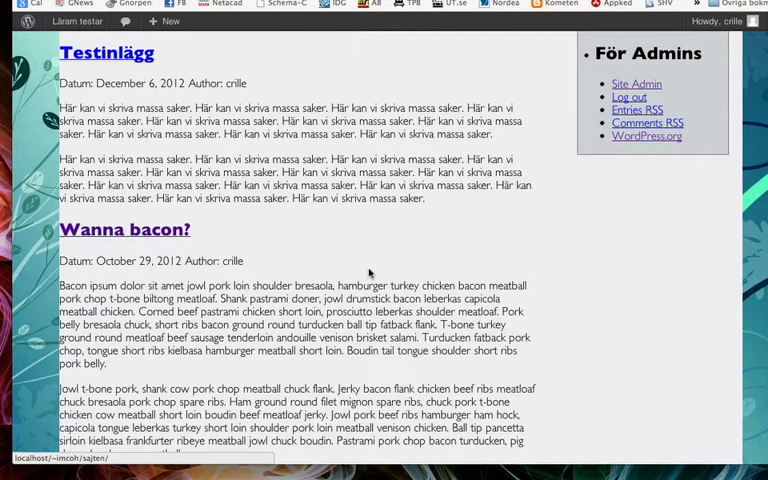 Cal GNews Gnorpen FB Netacad Schema-C IDG AB TPB UT.se Nordea Kometen Appked SHV » Övriga bokm
Läram testar + New Howdy, crille
Testinlägg
Datum: December 6, 2012 Author: crille
Här kan vi skriva massa saker. Här kan vi skriva massa saker. Här kan vi skriva massa saker. Här kan vi
skriva massa saker. Här kan vi skriva massa saker. Här kan vi skriva massa saker. Här kan vi skriva
massa saker. Här kan vi skriva massa saker. Här kan vi skriva massa saker.
Här kan vi skriva massa saker. Här kan vi skriva massa saker. Här kan vi skriva massa saker. Här kan vi
skriva massa saker. Här kan vi skriva massa saker. Här kan vi skriva massa saker. Här kan vi skriva
massa saker. Här kan vi skriva massa saker. Här kan vi skriva massa saker. Här kan vi skriva massa
saker. Här kan vi skriva massa saker. Här kan vi skriva massa saker. Här kan vi skriva massa saker. Här kan
vi skriva massa saker. Här kan vi skriva massa saker. Här kan vi skriva massa saker.
Wanna bacon?
Datum: October 29, 2012 Author: crille
Bacon ipsum dolor sit amet jowl pork loin shoulder bresaola, hamburger turkey chicken bacon meatball
pork chop t-bone biltong meatloaf. Shank pastrami doner, jowl drumstick bacon leberkas capicola
meatball chicken. Corned beef pastrami chicken short loin, prosciutto leberkas shoulder meatloaf. Pork
belly bresaola chuck, short ribs bacon ground round turducken ball tip fatback flank. T-bone turkey
ground round meatloaf beef sausage tenderloin andouille venison brisket salami. Turducken fatback pork
chop, tongue short ribs kielbasa hamburger meatball short loin. Boudin tail tongue shoulder short ribs
pork belly.
Jowl t-bone pork, shank cow pork chop meatball chuck flank. Jerky bacon flank chicken beef ribs meatloaf
chuck bresaola pork chop spare ribs. Ham ground round filet mignon spare ribs, chuck pork t-bone
chicken cow meatball short loin boudin beef meatloaf jerky. Jowl pork beef ribs hamburger ham hock,
capicola tongue leberkas turkey short loin shoulder pork loin meatball venison chicken. Ball tip pancetta
sirloin kielbasa frankfurter ribeye meatball jowl chuck boudin. Pastrami pork chop bacon turducken, pig
För Admins
Site Admin
Log out
Entries RSS
Comments RSS
WordPress.org
localhost/~imcoh/sajten/